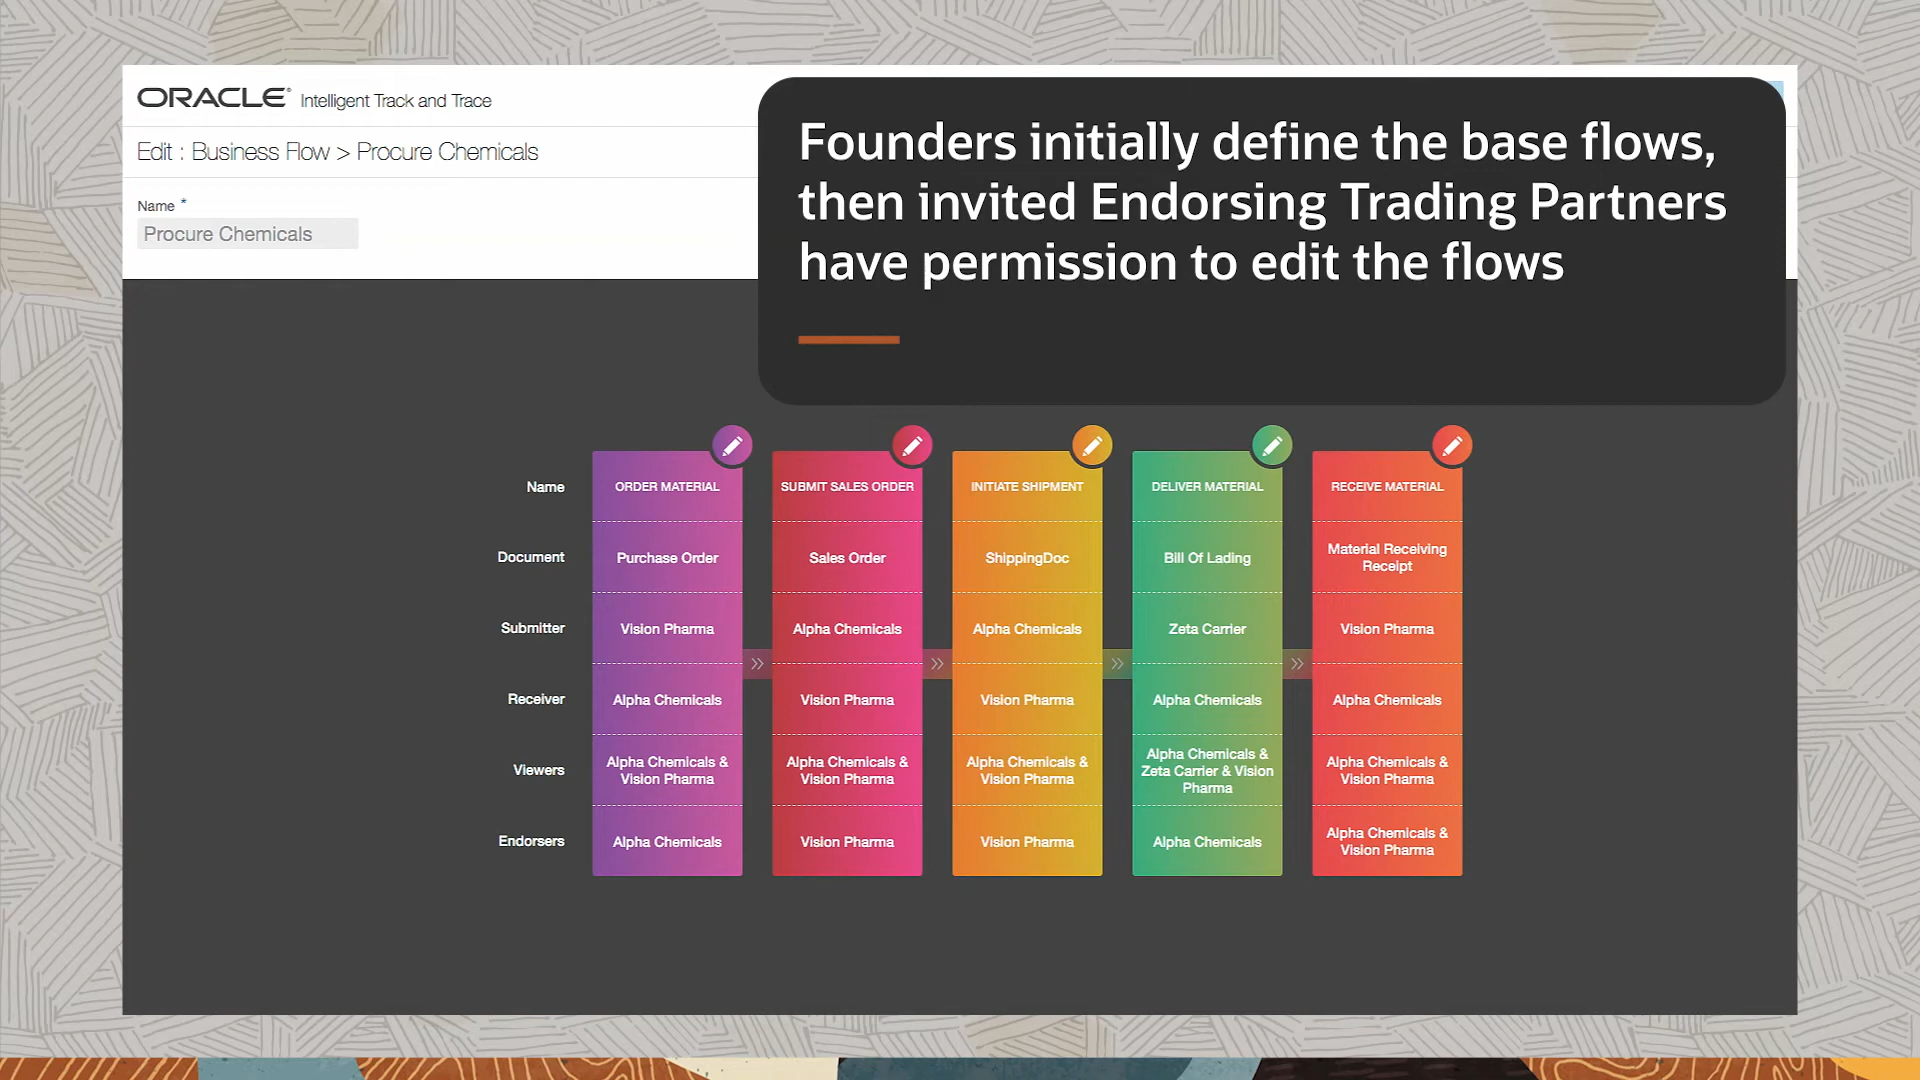 ORACLE Intelligent Track and Trace
Edit : Business Flow > Procure Chemicals
Name *
Procure Chemicals
Founders initially define the base flows,
then invited Endorsing Trading Partners
have permission to edit the flows
Name
ORDER MATERIAL
SUBMIT SALES ORDER
INITIATE SHIPMENT
DELIVER MATERIAL
RECEIVE MATERIAL
Document
Purchase Order
Sales Order
ShippingDoc
Bill Of Lading
Material Receiving
Receipt
Submitter
Vision Pharma
Alpha Chemicals
Alpha Chemicals
Zeta Carrier
Vision Pharma
Receiver
Alpha Chemicals
Vision Pharma
Vision Pharma
Alpha Chemicals
Alpha Chemicals
Viewers
Alpha Chemicals &
Vision Pharma
Alpha Chemicals &
Vision Pharma
Alpha Chemicals &
Vision Pharma
Alpha Chemicals &
Zeta Carrier & Vision
Pharma
Alpha Chemicals &
Vision Pharma
Endorsers
Alpha Chemicals
Vision Pharma
Vision Pharma
Alpha Chemicals
Alpha Chemicals &
Vision Pharma